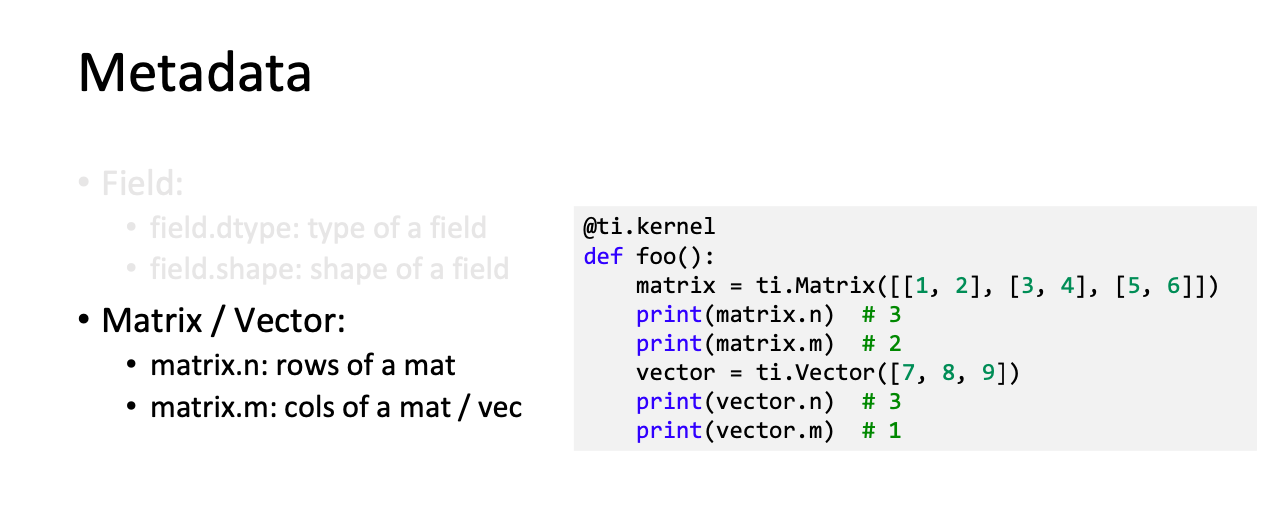 Metadata
• Field:
• field.dtype: type of a field
• field.shape: shape of a field
• Matrix / Vector:
• matrix.n: rows of a mat
• matrix.m: cols of a mat / vec
@ti.kernel
def foo():
    matrix = ti.Matrix([[1, 2], [3, 4], [5, 6]])
    print(matrix.n)  # 3
    print(matrix.m)  # 2
    vector = ti.Vector([7, 8, 9])
    print(vector.n)  # 3
    print(vector.m)  # 1